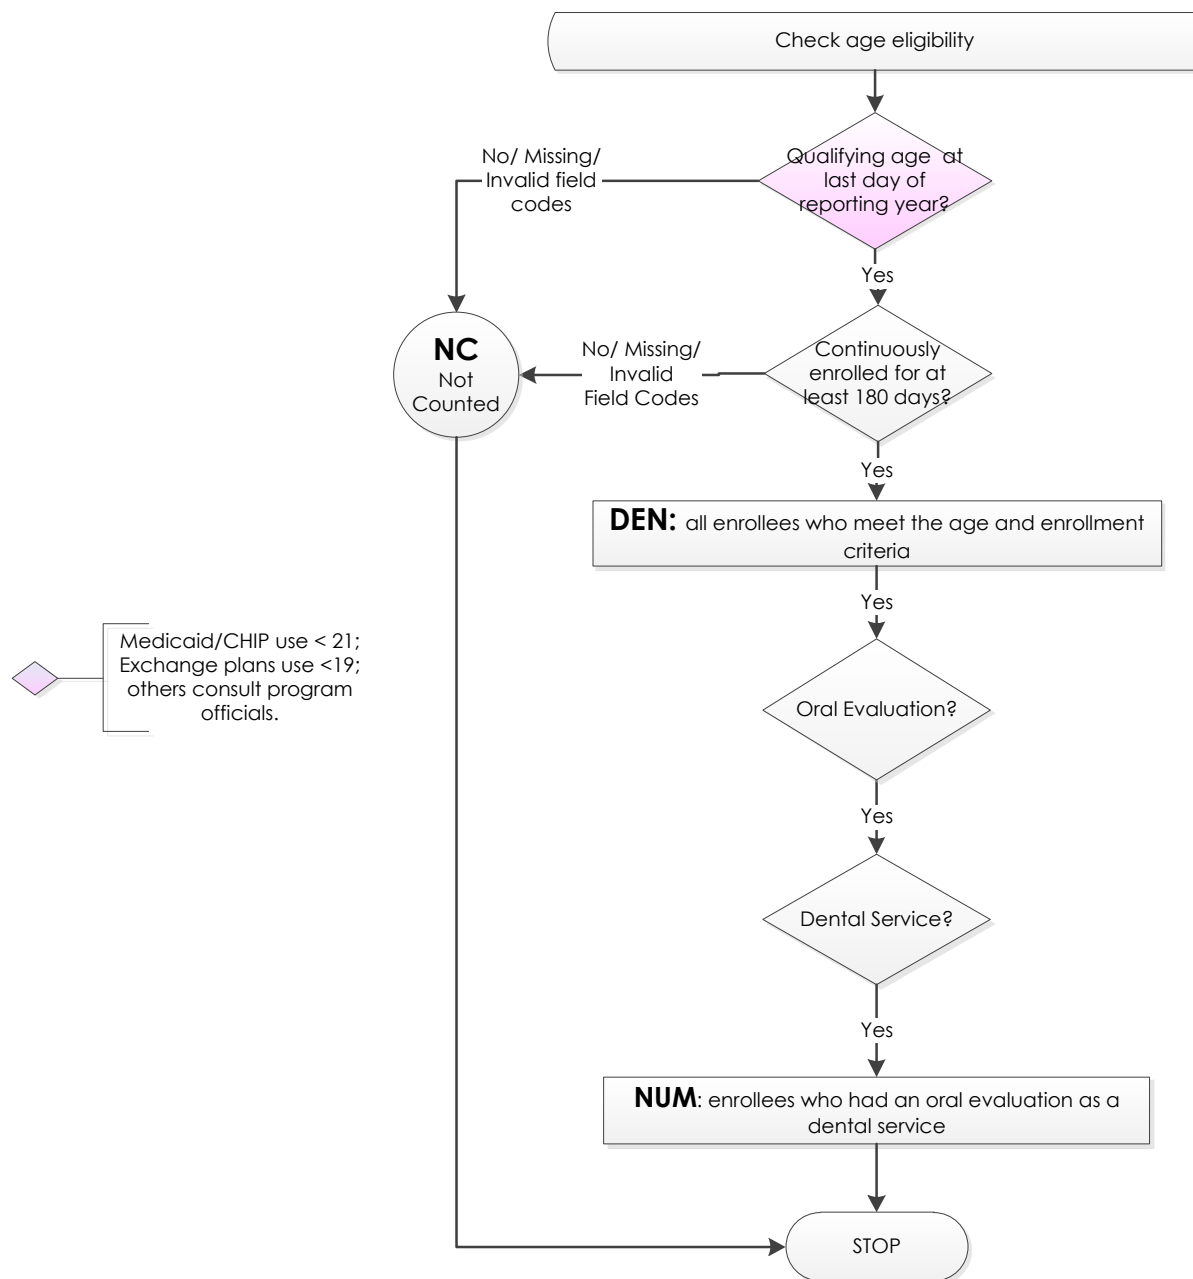 Check age eligibility
No/ Missing/
Invalid field
codes
Qualifying age at
last day of
reporting year?
Yes
NC
Not
Counted
No/ Missing/
Invalid
Field Codes
Continuously
enrolled for at
least 180 days?
Yes
DEN: all enrollees who meet the age and enrollment
criteria
Yes
Medicaid/CHIP use < 21;
Exchange plans use <19;
others consult program
officials.
Oral Evaluation?
Yes
Dental Service?
Yes
NUM: enrollees who had an oral evaluation as a
dental service
STOP